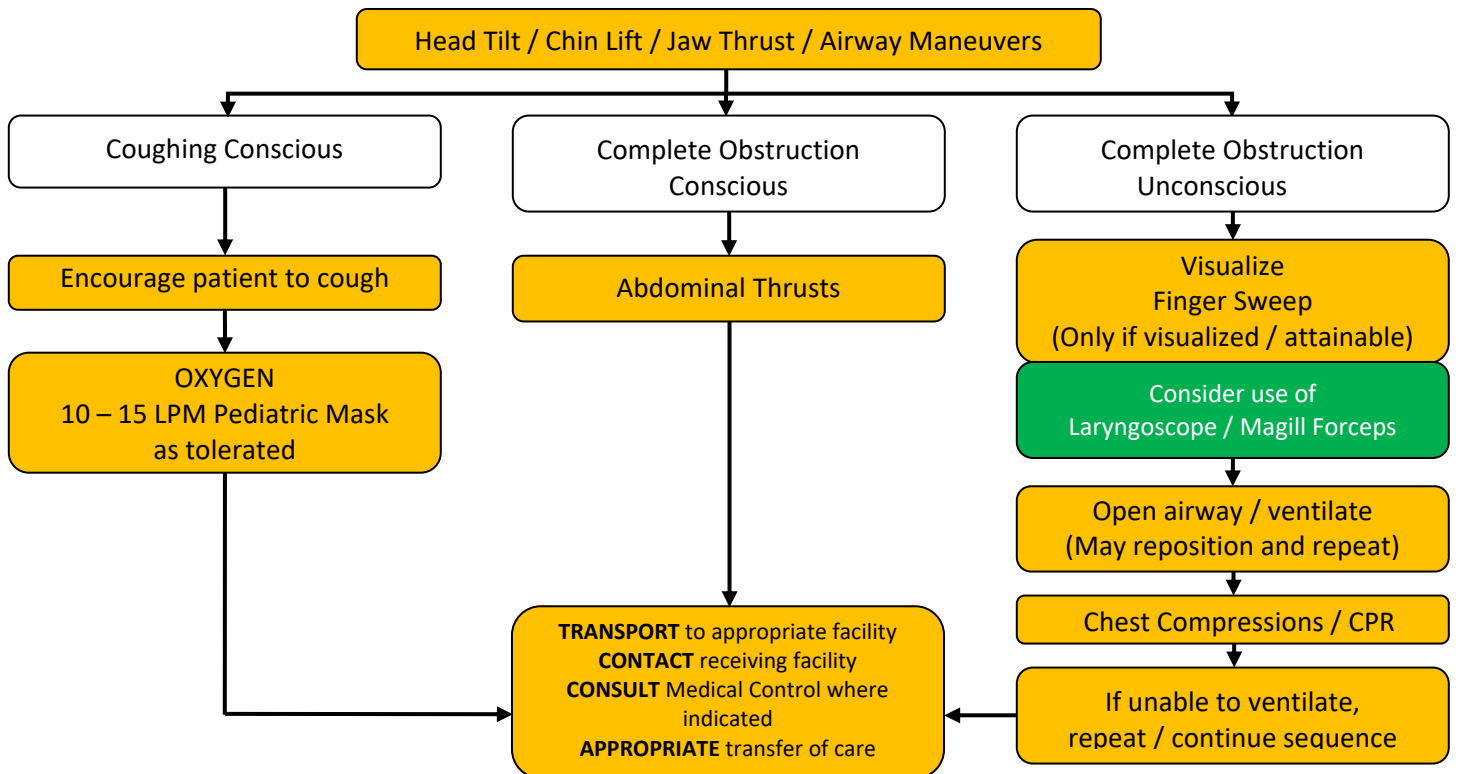 Head Tilt / Chin Lift / Jaw Thrust / Airway Maneuvers
Coughing Conscious
Encourage patient to cough
OXYGEN
10 – 15 LPM Pediatric Mask
as tolerated
Complete Obstruction
Conscious
Abdominal Thrusts
Complete Obstruction
Unconscious
Visualize
Finger Sweep
(Only if visualized / attainable)
Consider use of
Laryngoscope / Magill Forceps
Open airway / ventilate
(May reposition and repeat)
Chest Compressions / CPR
If unable to ventilate,
repeat / continue sequence
TRANSPORT to appropriate facility
CONTACT receiving facility
CONSULT Medical Control where
indicated
APPROPRIATE transfer of care